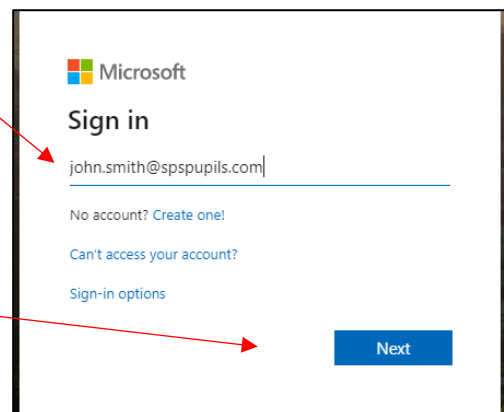 Microsoft
Sign in
john.smith@spspupils.com
No account? Create one!
Can't access your account?
Sign-in options
Next